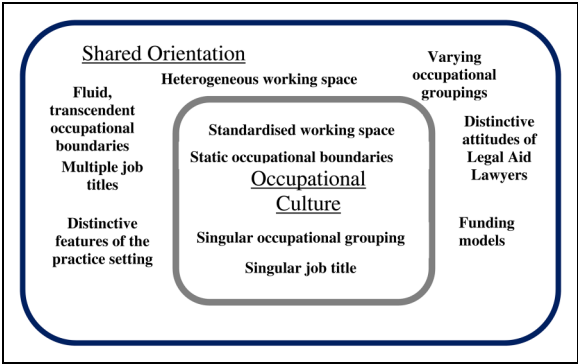 Shared Orientation
Heterogeneous working space
Varying
occupational
groupings
Fluid,
transcendent
occupational
boundaries
Multiple job
titles
Distinctive
features of the
practice setting
Standardised working space
Static occupational boundaries
Occupational
Culture
Singular occupational grouping
Singular job title
Distinctive
attitudes of
Legal Aid
Lawyers
Funding
models